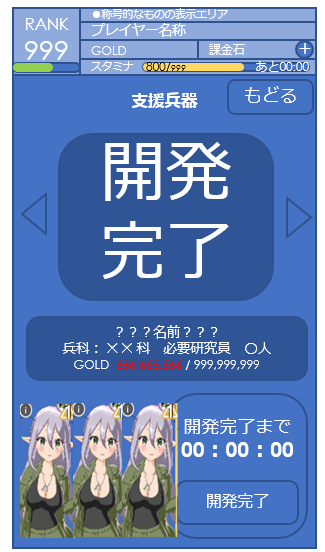 RANK
999
●称号的なものの表示エリア
プレイヤー名称
GOLD
課金石
+
スタミナ
800/999
あと00:00
支援兵器
もどる
開発
完了
???名前???
兵科:××科 必要研究員 〇人
GOLD 666,666,666 / 999,999,999
開発完了まで
00:00:00
開発完了